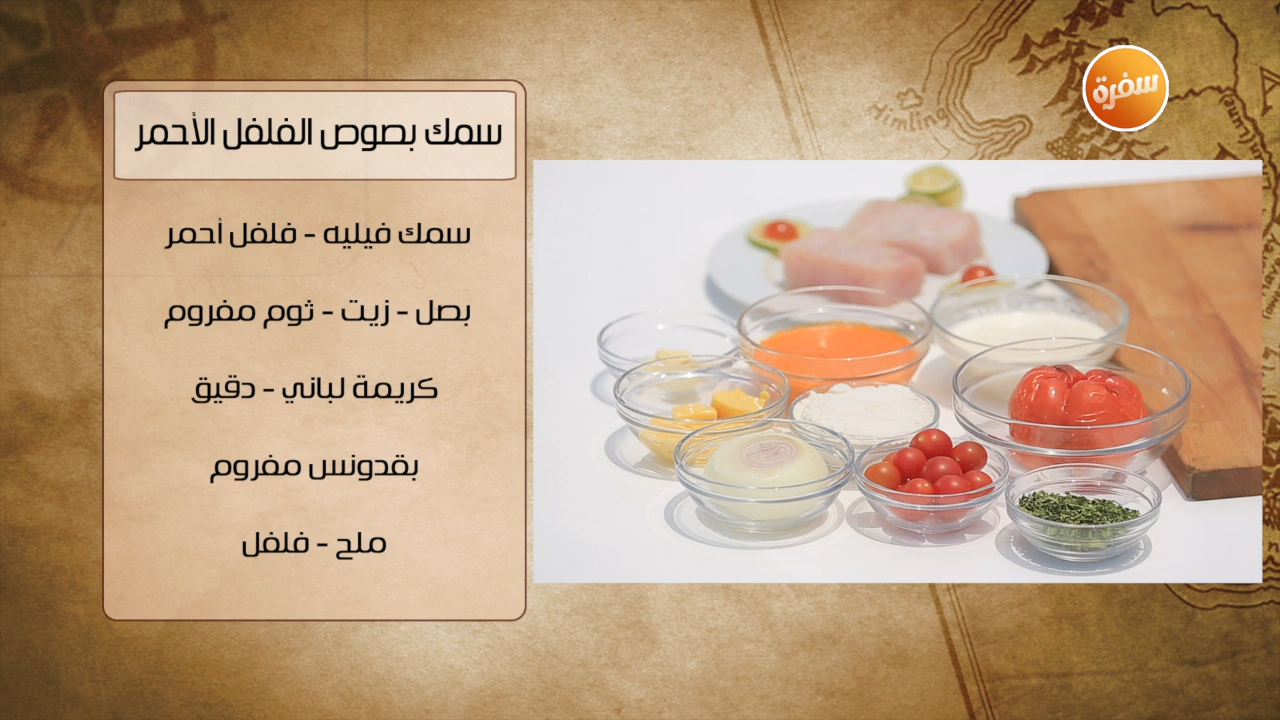 سفرة
سمك بصوص الفلفل الأحمر
سمك فيليه - فلفل أحمر
بصل - زيت - ثوم مفروم
كريمة لباني - دقيق
بقدونس مفروم
ملح - فلفل
Himling